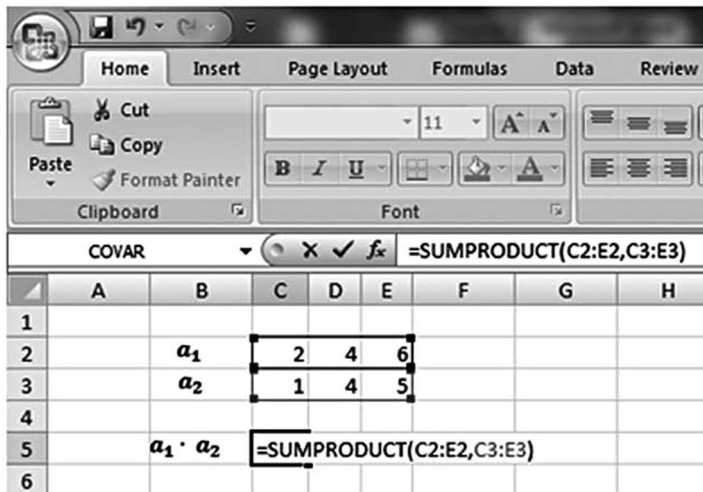 Home Insert Page Layout Formulas Data Review
Cut
Copy
Format Painter
Paste
Clipboard
11 A A
B I U A
Font
COVAR fx =SUMPRODUCT(C2:E2,C3:E3)
A B C D E F G H
1
2 a₁ 2 4 6
3 a₂ 1 4 5
4
5 a₁ · a₂ =SUMPRODUCT(C2:E2,C3:E3)
6